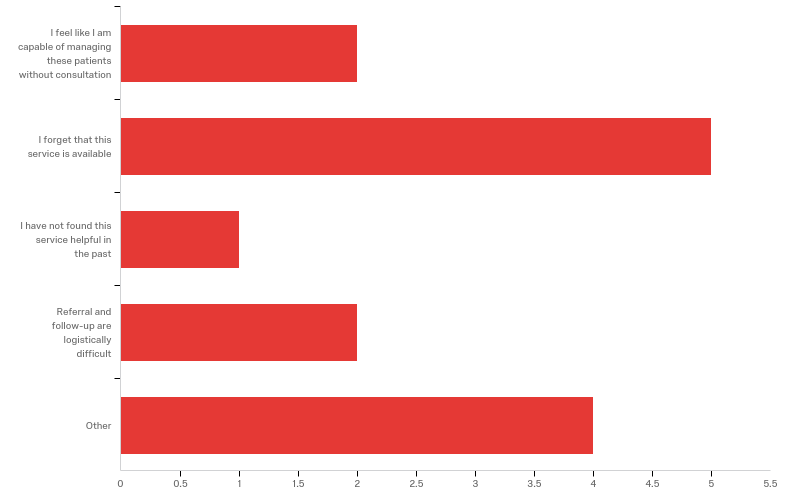 I feel like I am
capable of managing
these patients
without consultation
I forget that this
service is available
I have not found this
service helpful in
the past
Referral and
follow-up are
logistically
difficult
Other
0 0.5 1 1.5 2 2.5 3 3.5 4 4.5 5 5.5